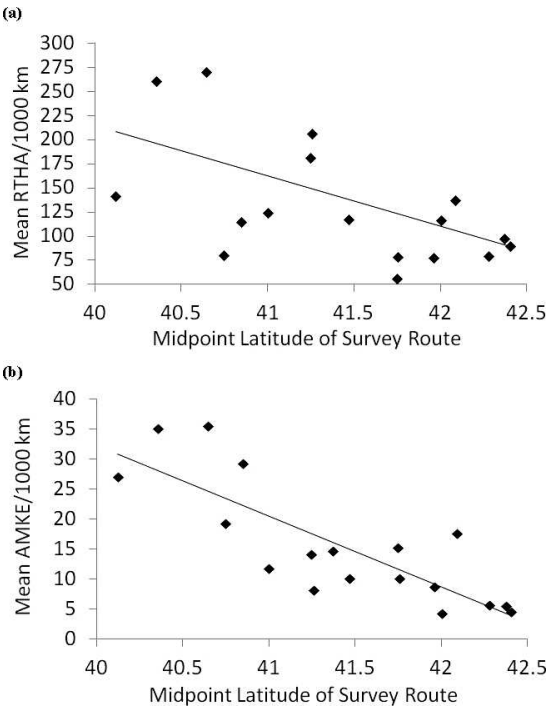 (a)
Mean RTHA/1000 km
300
275
250
225
200
175
150
125
100
75
50
40 40.5 41 41.5 42 42.5
Midpoint Latitude of Survey Route
(b)
Mean AMKE/1000 km
40
35
30
25
20
15
10
5
0
40 40.5 41 41.5 42 42.5
Midpoint Latitude of Survey Route